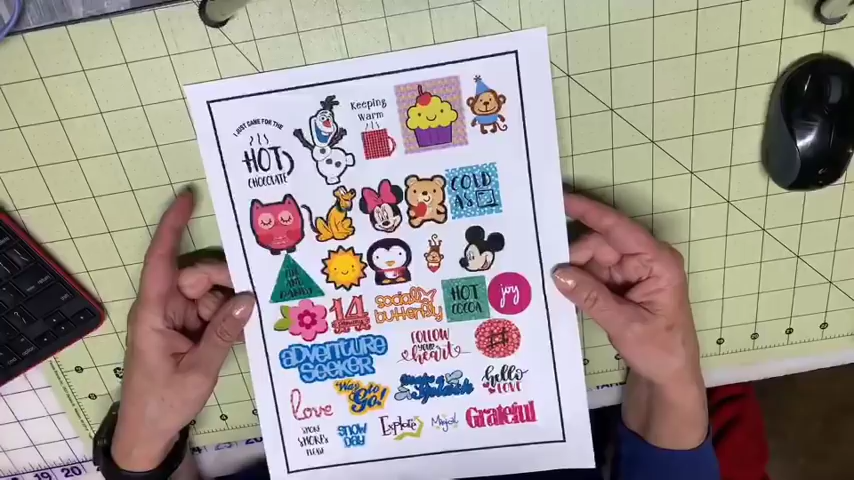 I JUST CAME FOR THE
HOT
CHOCOLATE
Keeping
Warm
COLD
AS
14
socially
butterfly
HOT
COCOA
joy
adventure
SEEKER
FOLLOW
YOUR
heart
love
Way to
Go!
Make a
Splash
hello
LOVE
SNOW
DAY
Explore
Grateful